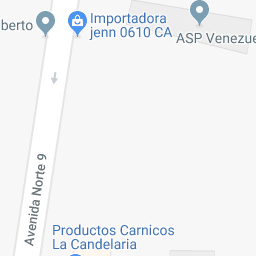 berto
Importadora
jenn 0610 CA
ASP Venezue
Avenida Norte 9
Productos Carnicos
La Candelaria